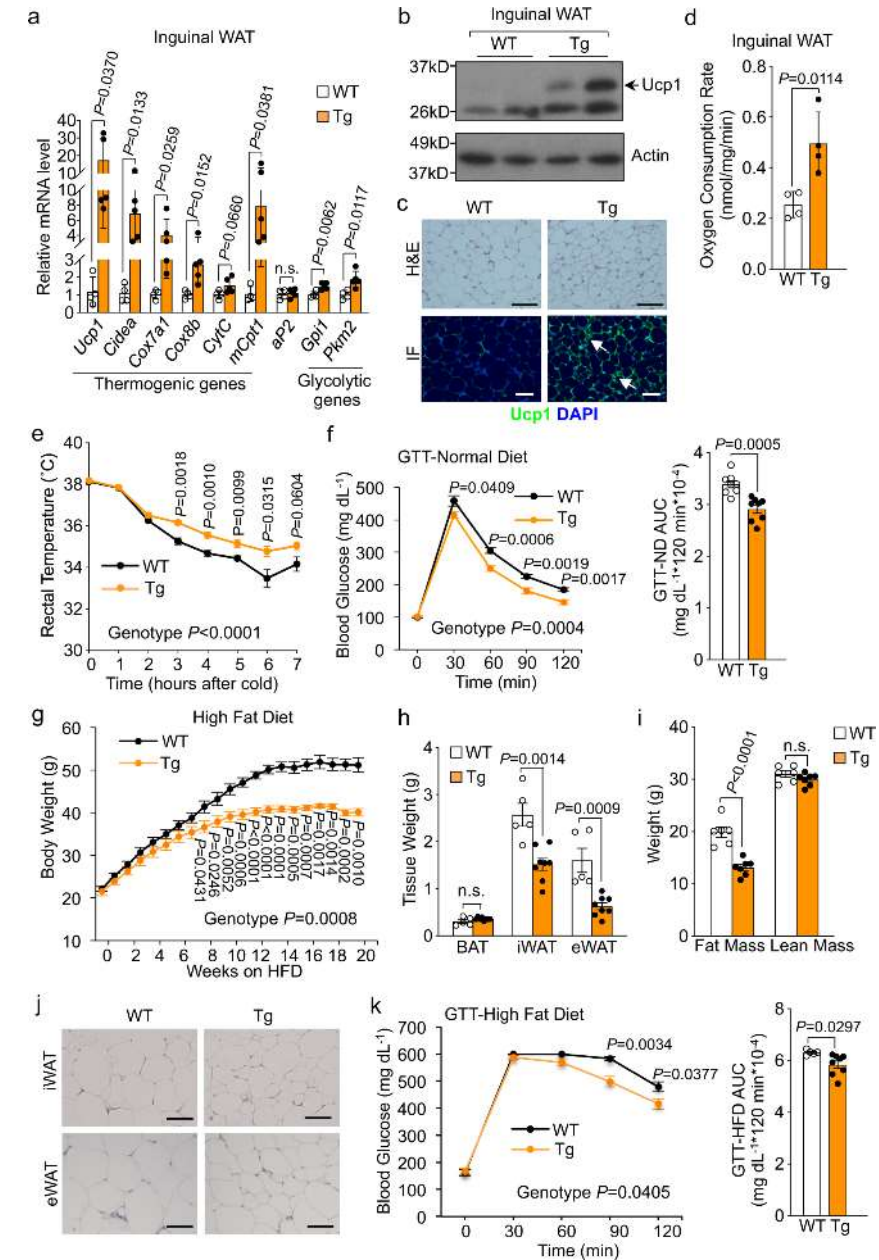 a
Inguinal WAT
WT
Tg
P=0.0370
P=0.0133
P=0.0259
P=0.0152
P=0.0660
P=0.0381
n.s.
P=0.0062
P=0.0117
Relative mRNA level
40
30
20
10
8
6
4
2
1
0
Ucp1
Cidea
Cox7a1
Cox8b
CytC
mCpt1
aP2
Gpi1
Pkm2
Thermogenic genes
Glycolytic genes
b
Inguinal WAT
WT Tg
37kD
26kD
Ucp1
49kD
37kD
Actin
c
WT Tg
H&E
IF
Ucp1 DAPI
d
Inguinal WAT
P=0.0114
Oxygen Consumption Rate
(nmol/mg/min)
0.8
0.6
0.4
0.2
0
WT Tg
e
Rectal Temperature (˚C)
40
38
36
34
32
30
P=0.0018
P=0.0010
P=0.0099
P=0.0315
P=0.0604
WT
Tg
Genotype P<0.0001
0 1 2 3 4 5 6 7
Time (hours after cold)
f
GTT-Normal Diet
Blood Glucose (mg dL-1)
500
400
300
200
100
0
P=0.0409
WT
Tg
P=0.0006
P=0.0019
P=0.0017
Genotype P=0.0004
0 30 60 90 120
Time (min)
P=0.0005
GTT-ND AUC
(mg dL-1*120 min*10-4)
4
3
2
1
0
WT Tg
g
High Fat Diet
Body Weight (g)
60
50
40
30
20
10
WT
Tg
P=0.0431
P=0.0246
P=0.0052
P=0.0006
P=0.0001
P=0.0001
P=0.0005
P=0.0007
P=0.0017
P=0.0014
P=0.0002
P=0.0010
Genotype P=0.0008
0 2 4 6 8 10 12 14 16 18 20
Weeks on HFD
h
WT
Tg
Tissue Weight (g)
4
3
2
1
0
n.s.
P=0.0014
P=0.0009
BAT iWAT eWAT
i
WT
Tg
Weight (g)
40
30
20
10
0
P=0.0001
n.s.
Fat Mass Lean Mass
j
WT Tg
iWAT
eWAT
k
GTT-High Fat Diet
Blood Glucose (mg dL-1)
700
600
500
400
300
200
100
0
P=0.0034
P=0.0377
WT
Tg
Genotype P=0.0405
0 30 60 90 120
Time (min)
P=0.0297
GTT-HFD AUC
(mg dL-1*120 min*10-4)
8
6
4
2
0
WT Tg